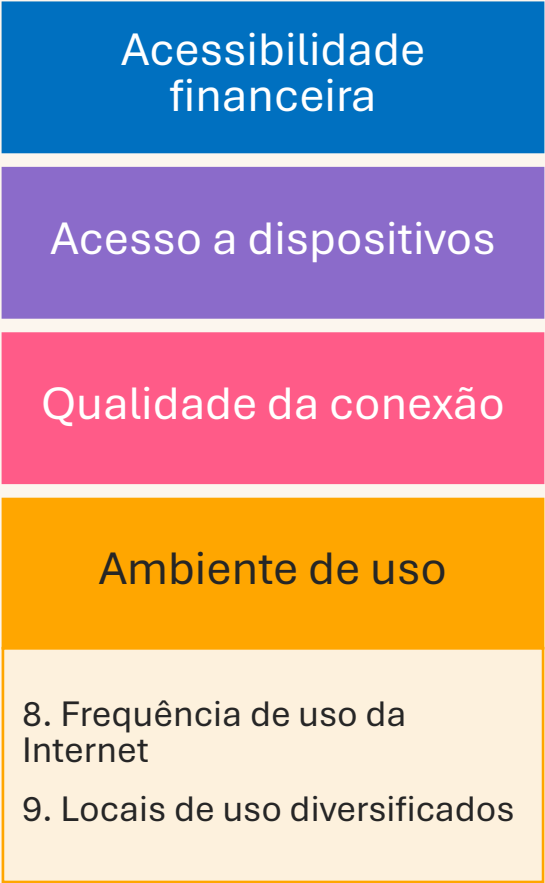 Acessibilidade
financeira
Acesso a dispositivos
Qualidade da conexão
Ambiente de uso
8. Frequência de uso da
Internet
9. Locais de uso diversificados